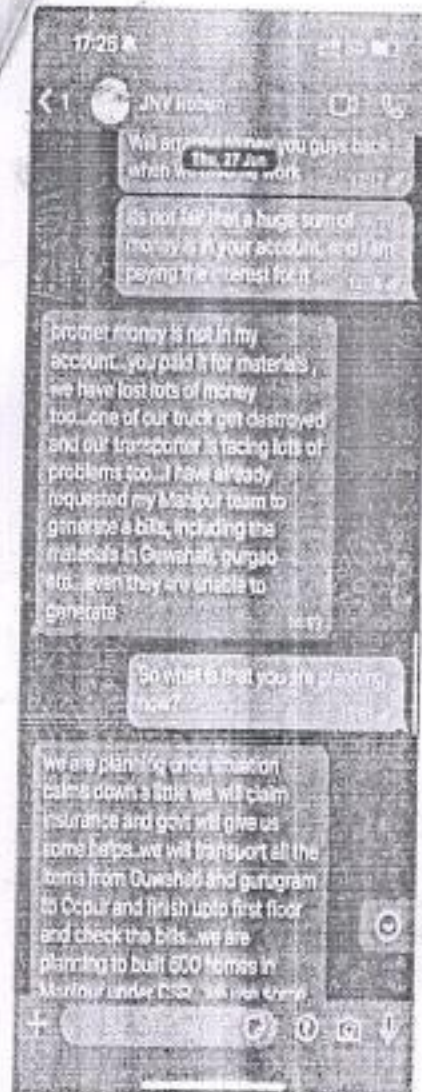 17:26
1 JNV
you guys back
Thu, 27 Jun
when work
its not fair that a huge sum of
money is in your account, and I am
paying the interest for it
brother money is not in my
account...you paid it for materials,
we have lost lots of money
too...one of our truck get destroyed
and our transporter is facing lots of
problems too...I have already
requested my Manipur team to
generate a bills, including the
materials in Guwahati, gurgao
etc...even they are unable to
generate
So what is that you are planning
now?
we are planning once situation
calms down a little we will claim
insurance and govt will give us
some helps..we will transport all the
items from Guwahati and gurugram
to Ccpur and finish upto first floor
and check the bills...we are
planning to built 600 homes in
Manipur under CSR